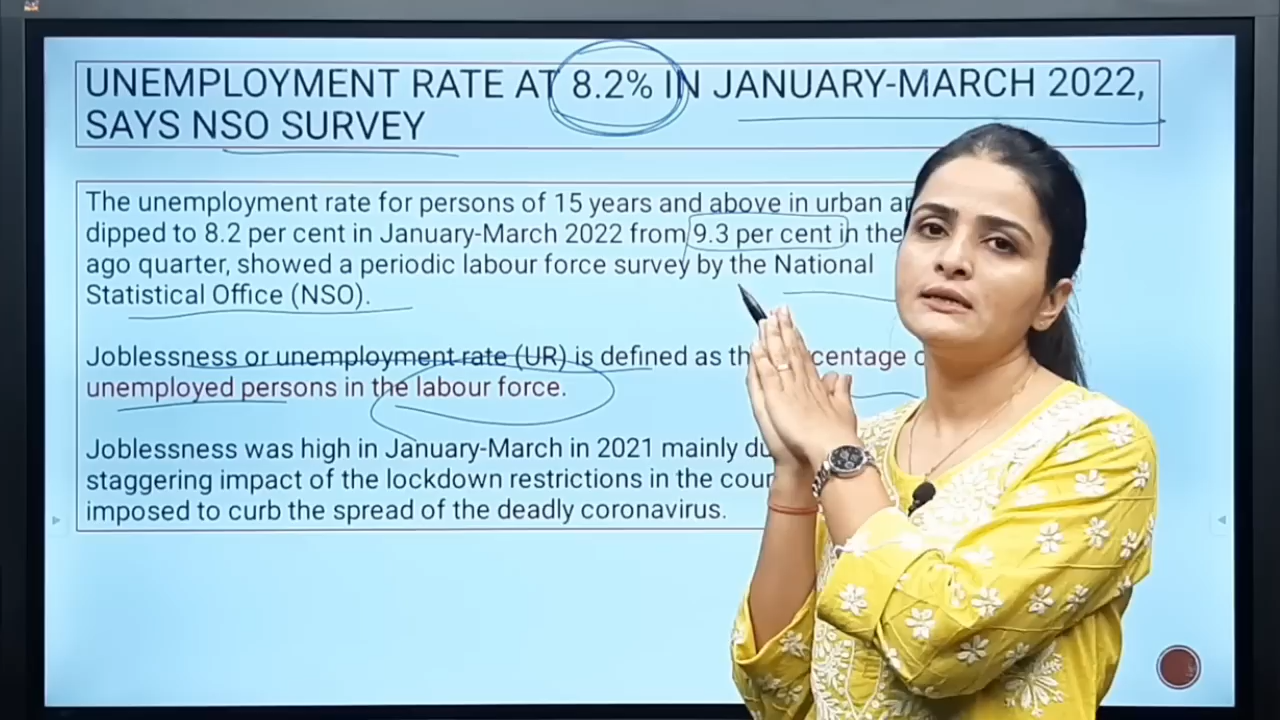 UNEMPLOYMENT RATE AT 8.2% IN JANUARY-MARCH 2022,
SAYS NSO SURVEY
The unemployment rate for persons of 15 years and above in urban
dipped to 8.2 per cent in January-March 2022 from 9.3 per cent in the
ago quarter, showed a periodic labour force survey by the National
Statistical Office (NSO).
Joblessness or unemployment rate (UR) is defined as
unemployed persons in the labour force.
Joblessness was high in January-March in 2021 mainly
staggering impact of the lockdown restrictions in the
imposed to curb the spread of the deadly coronavirus.